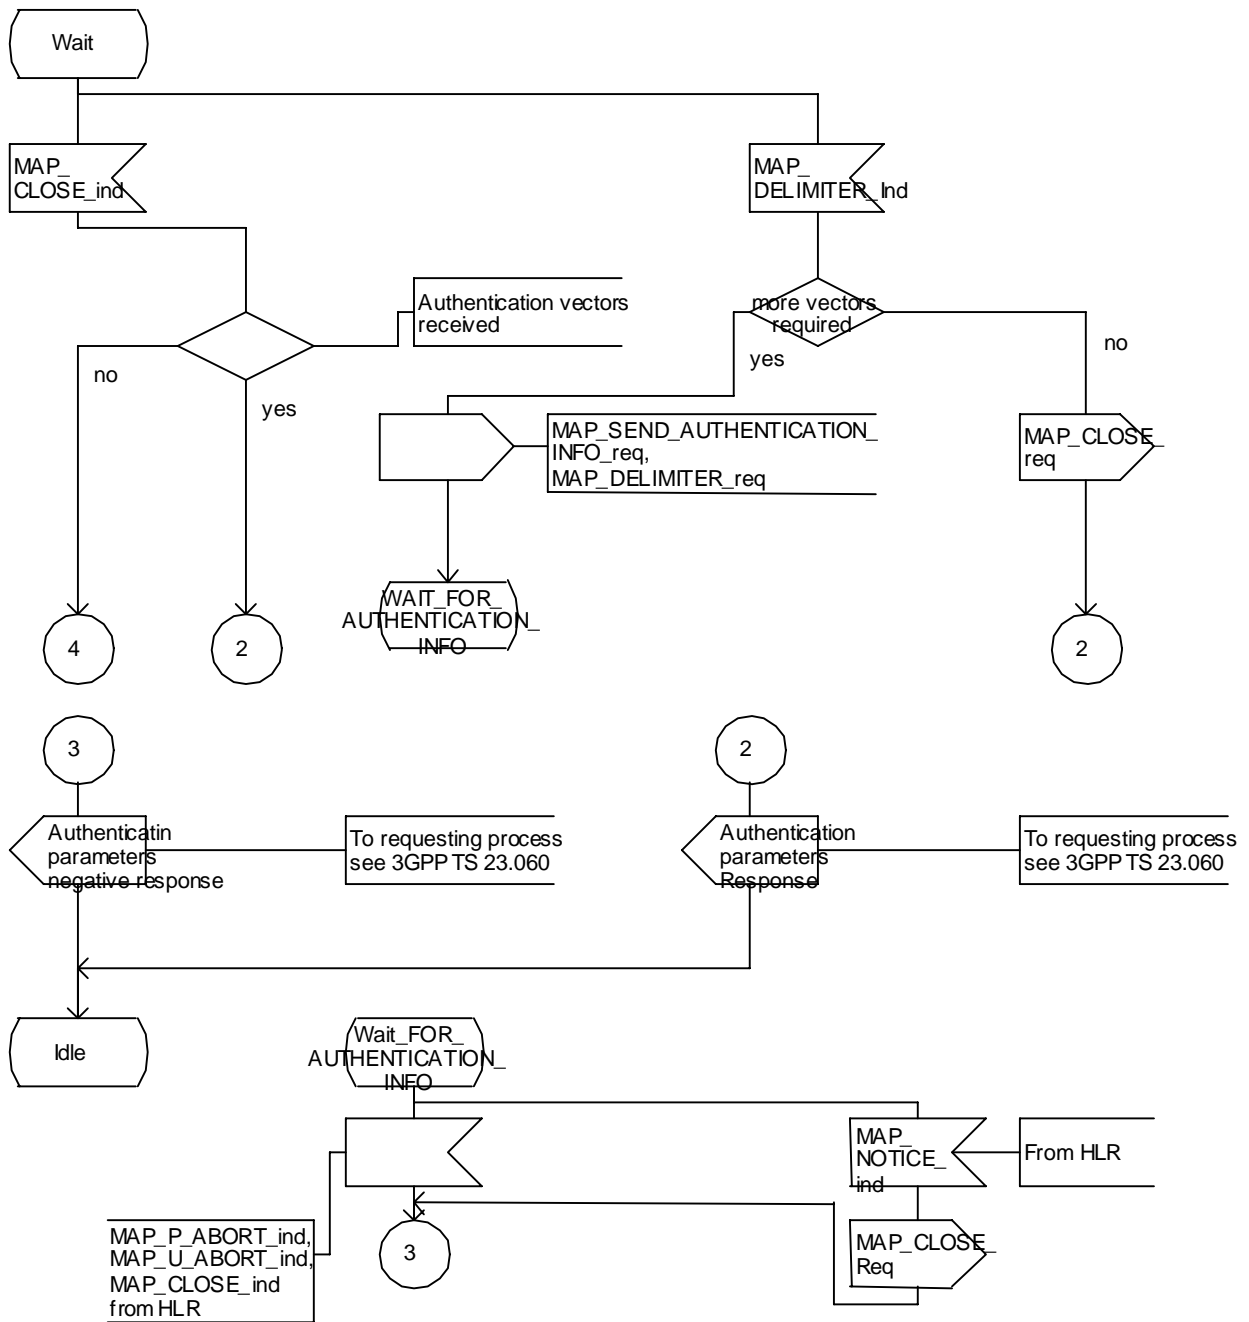 Wait
MAP_
CLOSE_ind
MAP_
DELIMITER_Ind
Authentication vectors
received
more vectors
required
no
yes
yes
no
MAP_SEND_AUTHENTICATION_
INFO_req,
MAP_DELIMITER_req
MAP_CLOSE_
req
WAIT_FOR_
AUTHENTICATION_
INFO
4
2
2
3
2
Authenticatin
parameters
negative response
To requesting process
see 3GPP TS 23.060
Authentication
parameters
Response
To requesting process
see 3GPP TS 23.060
Idle
Wait_FOR_
AUTHENTICATION_
INFO
MAP_
NOTICE_
ind
From HLR
MAP_P_ABORT_ind,
MAP_U_ABORT_ind,
MAP_CLOSE_ind
from HLR
3
MAP_CLOSE_
Req